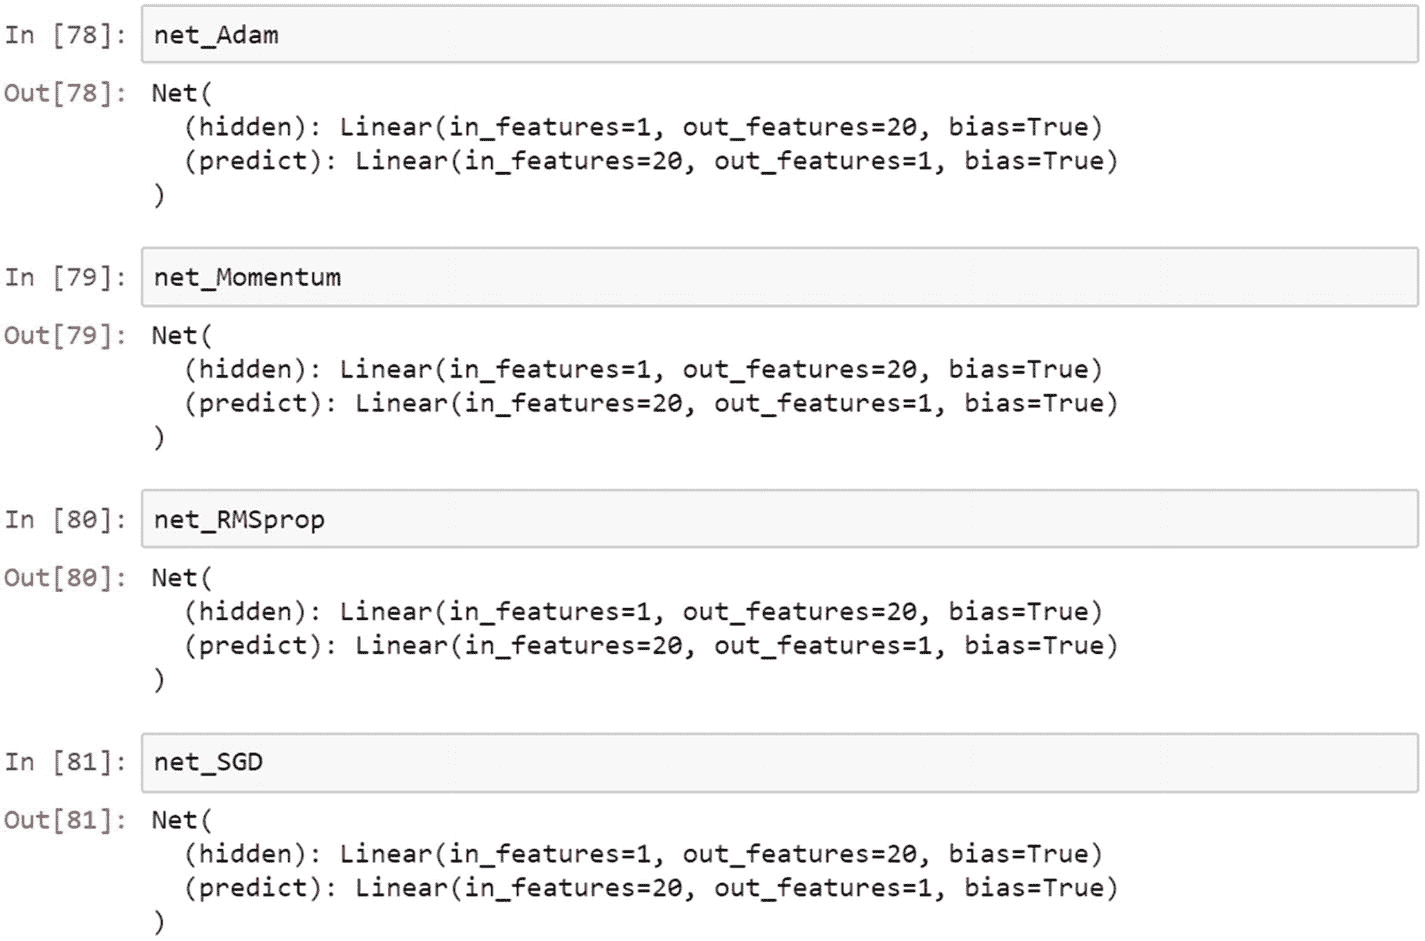 In [78]: net_Adam
Out[78]: Net(
(hidden): Linear(in_features=1, out_features=20, bias=True)
(predict): Linear(in_features=20, out_features=1, bias=True)
)
In [79]: net_Momentum
Out[79]: Net(
(hidden): Linear(in_features=1, out_features=20, bias=True)
(predict): Linear(in_features=20, out_features=1, bias=True)
)
In [80]: net_RMSprop
Out[80]: Net(
(hidden): Linear(in_features=1, out_features=20, bias=True)
(predict): Linear(in_features=20, out_features=1, bias=True)
)
In [81]: net_SGD
Out[81]: Net(
(hidden): Linear(in_features=1, out_features=20, bias=True)
(predict): Linear(in_features=20, out_features=1, bias=True)
)